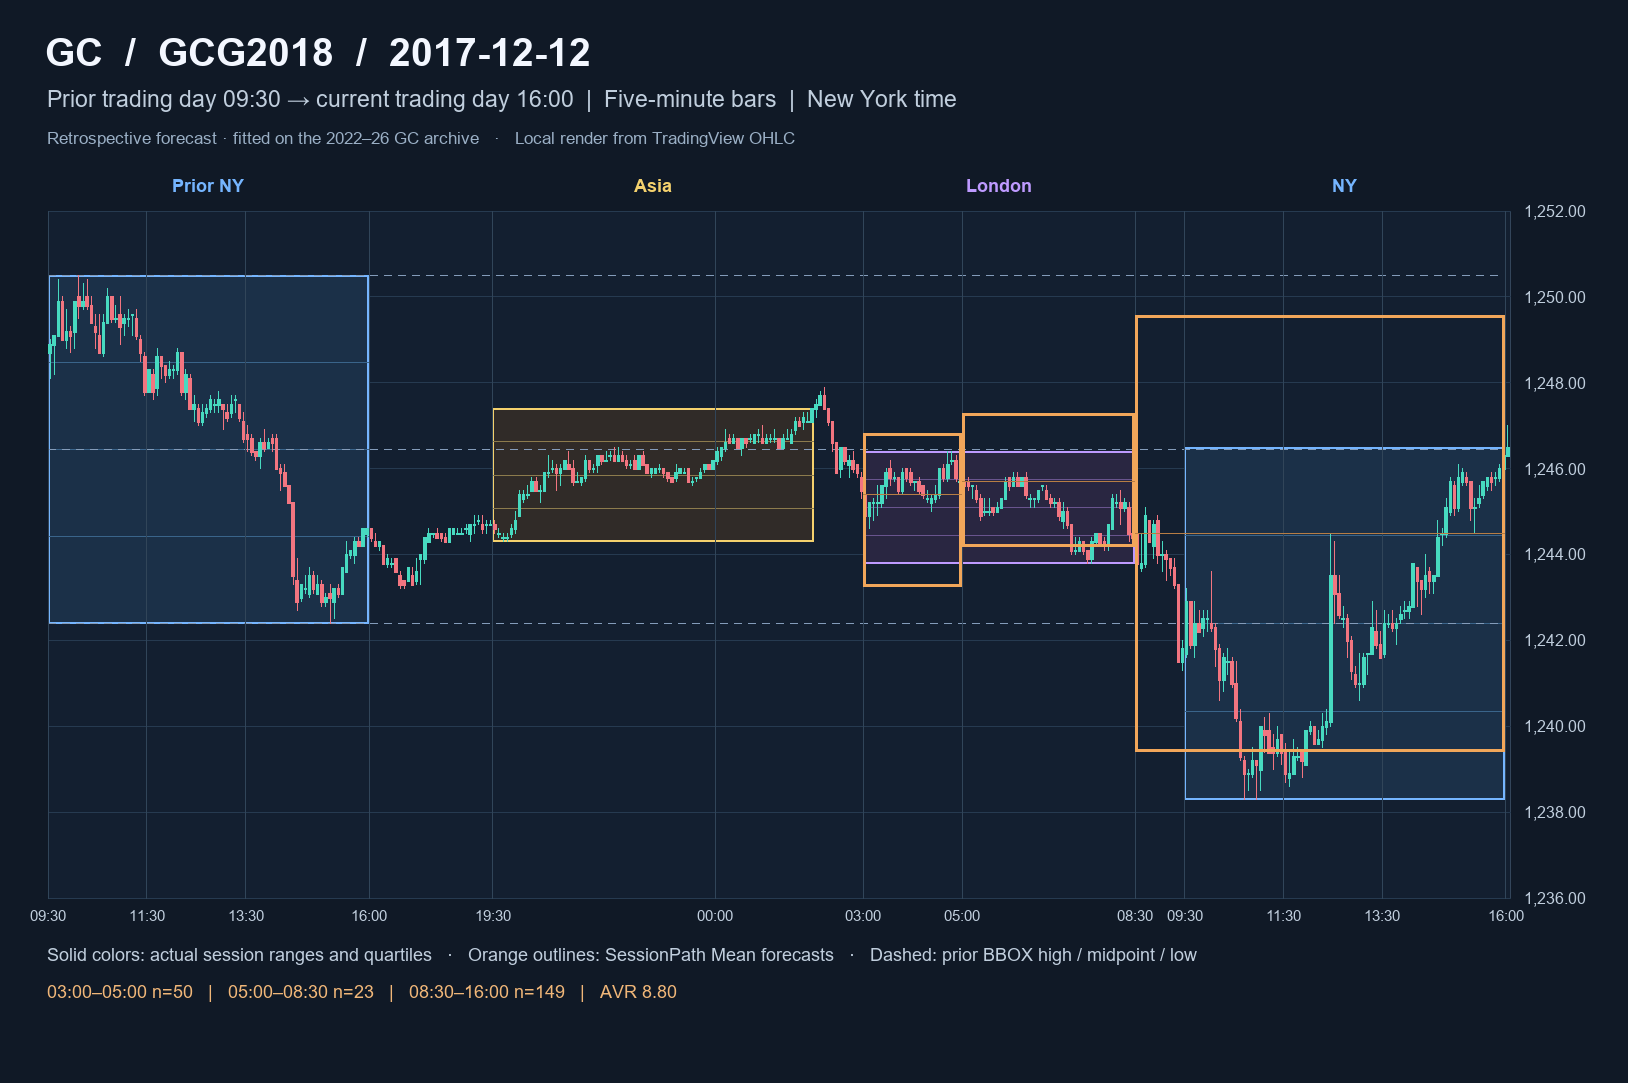 GC / GCG2018 / 2017-12-12
Prior trading day 09:30 → current trading day 16:00 | Five-minute bars | New York time
Retrospective forecast · fitted on the 2022–26 GC archive · Local render from TradingView OHLC
Prior NY Asia London NY
1,252.00
1,250.00
1,248.00
1,246.00
1,244.00
1,242.00
1,240.00
1,238.00
1,236.00
09:30 11:30 13:30 16:00 19:30 00:00 03:00 05:00 08:30 09:30 11:30 13:30 16:00
Solid colors: actual session ranges and quartiles · Orange outlines: SessionPath Mean forecasts · Dashed: prior BBOX high / midpoint / low
03:00–05:00 n=50 | 05:00–08:30 n=23 | 08:30–16:00 n=149 | AVR 8.80